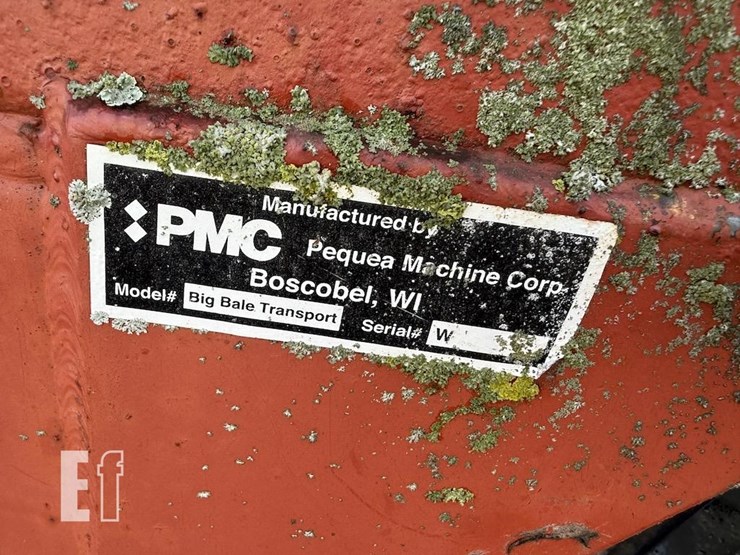 Manufactured by
PMC Pequea Machine Corp.
Boscobel, WI
Model# Big Bale Transport Serial# W
Ef